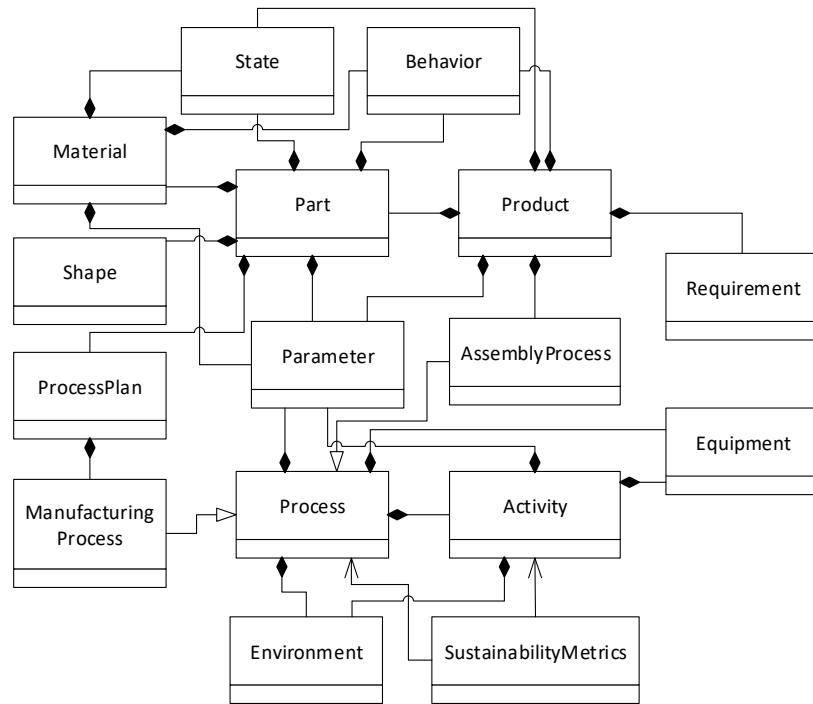 State
Behavior
Material
Part
Product
Shape
Requirement
Parameter
AssemblyProcess
ProcessPlan
Equipment
Manufacturing
Process
Process
Activity
Environment
SustainabilityMetrics